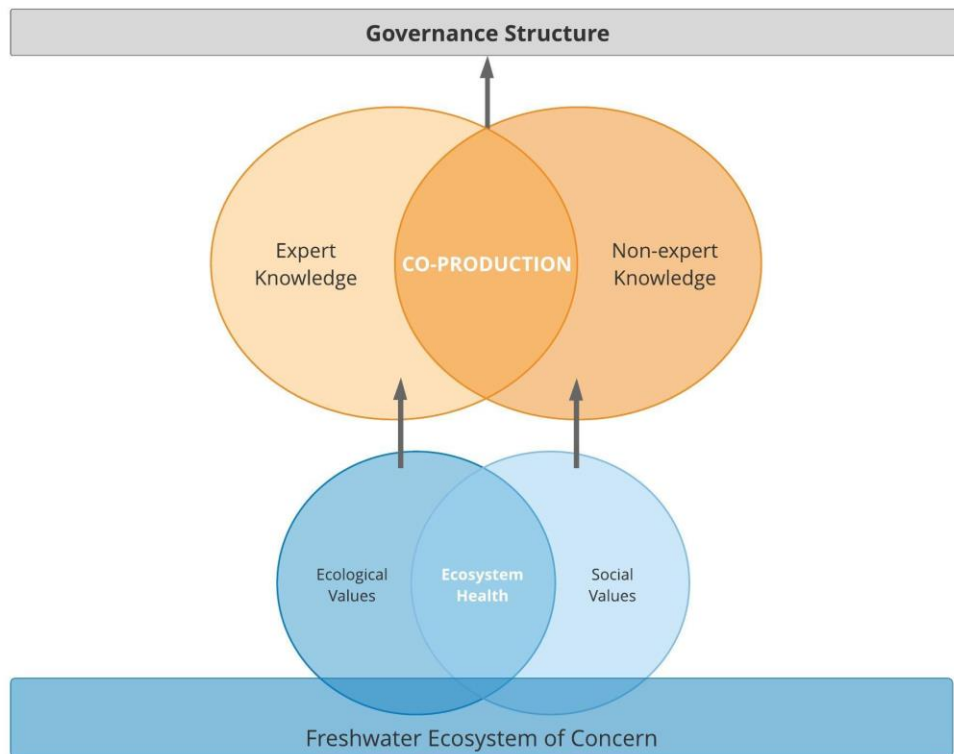 Governance Structure
Expert
Knowledge
CO-PRODUCTION
Non-expert
Knowledge
Ecological
Values
Ecosystem
Health
Social
Values
Freshwater Ecosystem of Concern